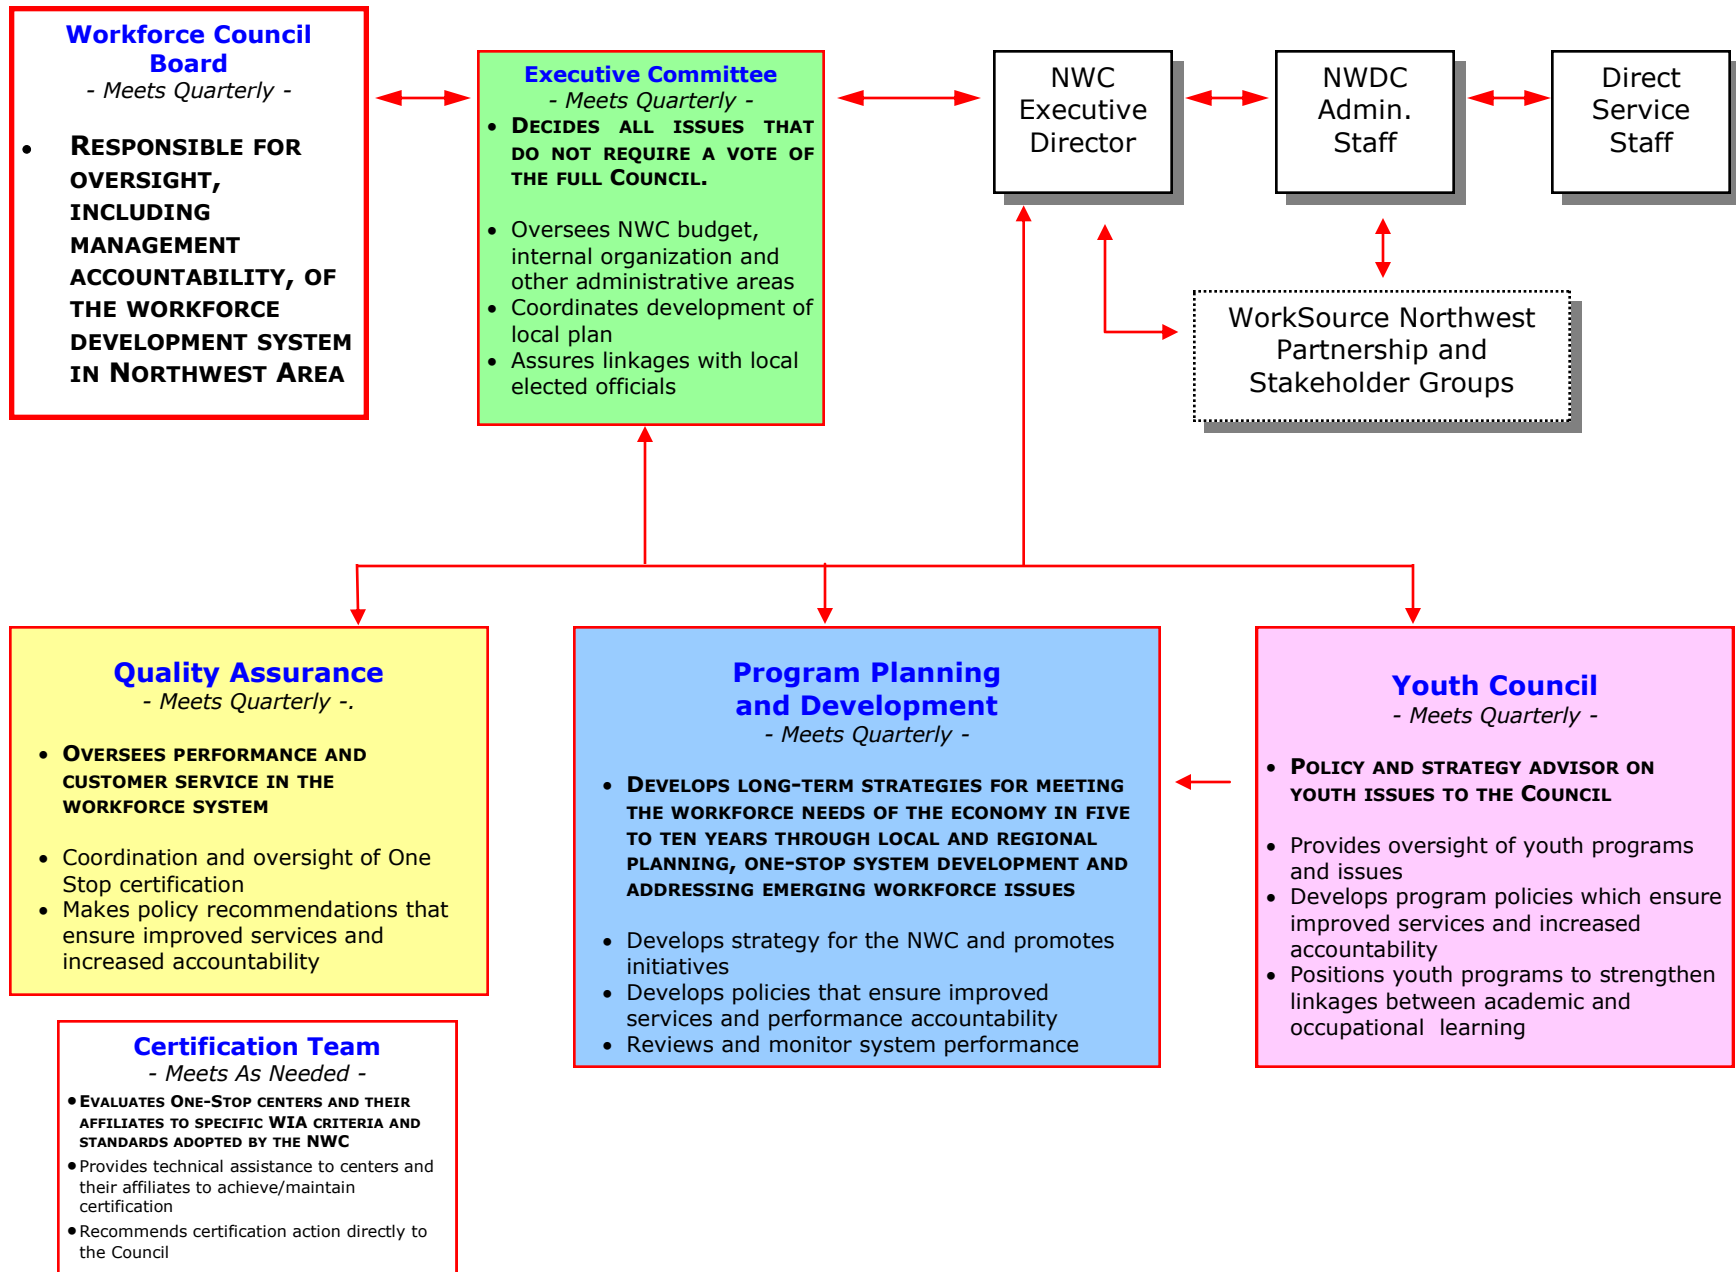 Workforce Council
Board
- Meets Quarterly -
• RESPONSIBLE FOR
OVERSIGHT,
INCLUDING
MANAGEMENT
ACCOUNTABILITY, OF
THE WORKFORCE
DEVELOPMENT SYSTEM
IN NORTHWEST AREA
Executive Committee
- Meets Quarterly -
• DECIDES ALL ISSUES THAT
DO NOT REQUIRE A VOTE OF
THE FULL COUNCIL.
• Oversees NWC budget,
internal organization and
other administrative areas
• Coordinates development of
local plan
• Assures linkages with local
elected officials
NWC
Executive
Director
NWDC
Admin.
Staff
Direct
Service
Staff
WorkSource Northwest
Partnership and
Stakeholder Groups
Quality Assurance
- Meets Quarterly -.
• OVERSEES PERFORMANCE AND
CUSTOMER SERVICE IN THE
WORKFORCE SYSTEM
• Coordination and oversight of One
Stop certification
• Makes policy recommendations that
ensure improved services and
increased accountability
Program Planning
and Development
- Meets Quarterly -
• DEVELOPS LONG-TERM STRATEGIES FOR MEETING
THE WORKFORCE NEEDS OF THE ECONOMY IN FIVE
TO TEN YEARS THROUGH LOCAL AND REGIONAL
PLANNING, ONE-STOP SYSTEM DEVELOPMENT AND
ADDRESSING EMERGING WORKFORCE ISSUES
• Develops strategy for the NWC and promotes
initiatives
• Develops policies that ensure improved
services and performance accountability
• Reviews and monitor system performance
Youth Council
- Meets Quarterly -
• POLICY AND STRATEGY ADVISOR ON
YOUTH ISSUES TO THE COUNCIL
• Provides oversight of youth programs
and issues
• Develops program policies which ensure
improved services and increased
accountability
• Positions youth programs to strengthen
linkages between academic and
occupational learning
Certification Team
- Meets As Needed -
• EVALUATES ONE-STOP CENTERS AND THEIR
AFFILIATES TO SPECIFIC WIA CRITERIA AND
STANDARDS ADOPTED BY THE NWC
• Provides technical assistance to centers and
their affiliates to achieve/maintain
certification
• Recommends certification action directly to
the Council